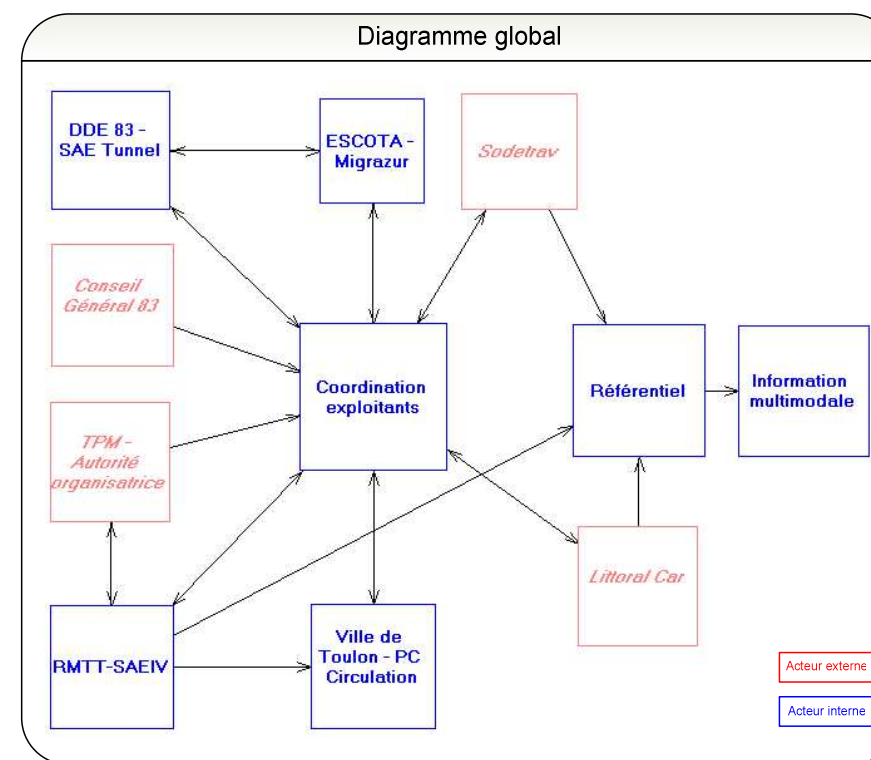 Diagramme global
DDE 83 -
SAE Tunnel
ESCOTA -
Migrazur
Sodetrav
Conseil
Général 83
Coordination
exploitants
Référentiel
Information
multimodale
TPM -
Autorité
organisatrice
Littoral Car
RMTT-SAEIV
Ville de
Toulon - PC
Circulation
Acteur externe
Acteur interne